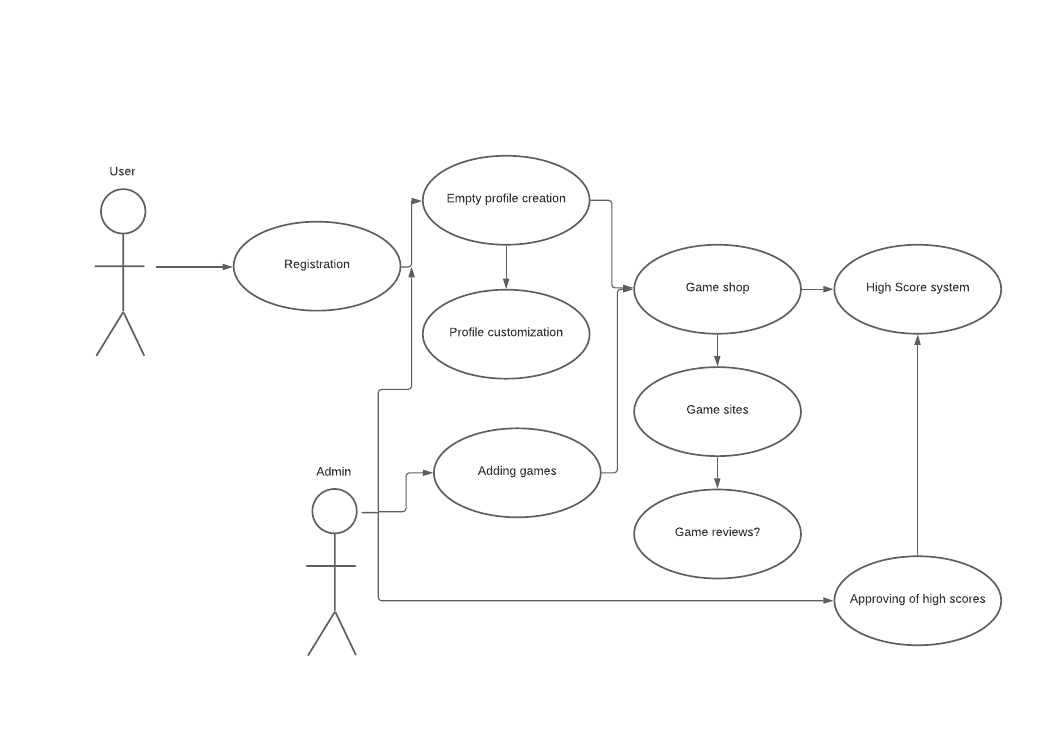 User
Empty profile creation
Registration
Game shop
High Score system
Profile customization
Game sites
Admin
Adding games
Game reviews?
Approving of high scores